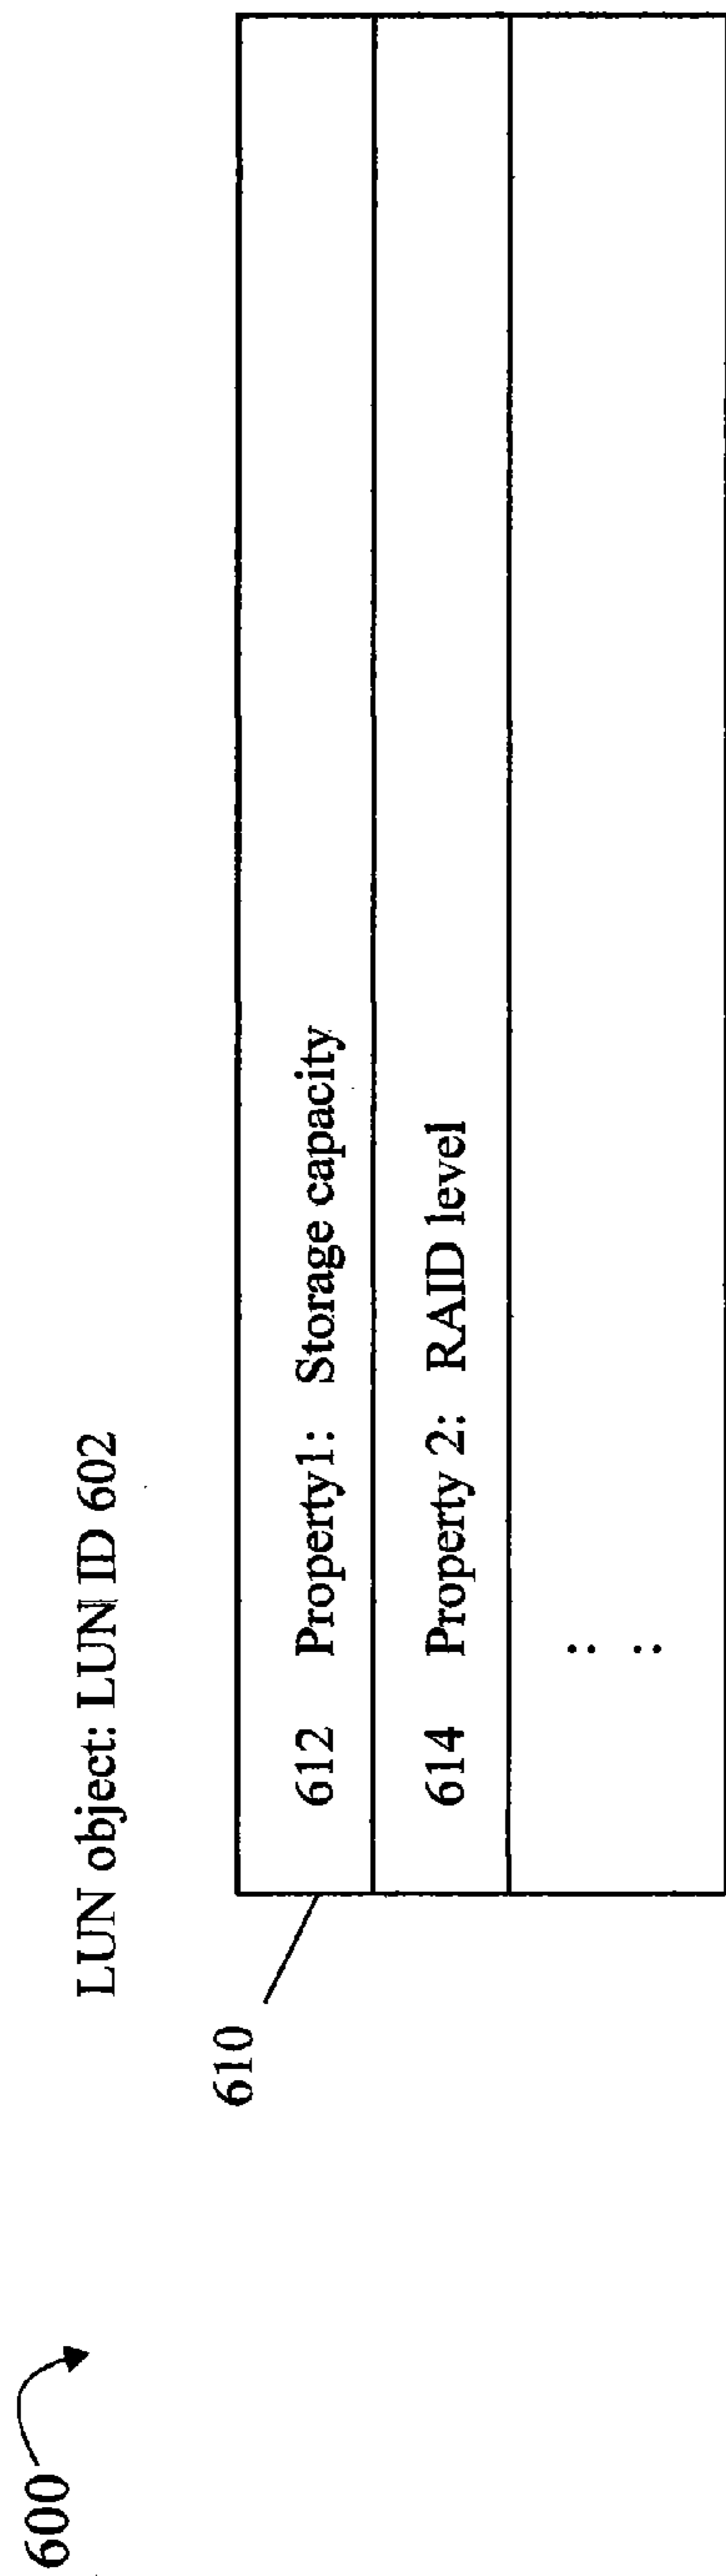 600
LUN object: LUN ID 602
610
612 Property1: Storage capacity
614 Property 2: RAID level